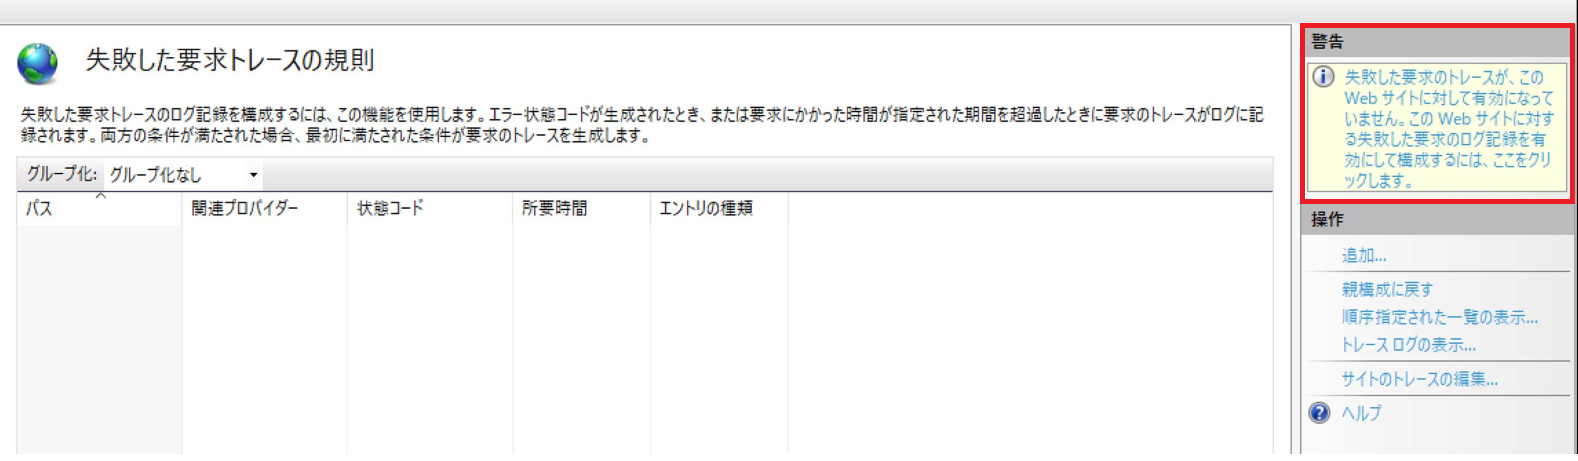 失敗した要求トレースの規則
失敗した要求トレースのログ記録を構成するには、この機能を使用します。エラー状態コードが生成されたとき、または要求にかかった時間が指定された期間を超過したときに要求のトレースがログに記
録されます。両方の条件が満たされた場合、最初に満たされた条件が要求のトレースを生成します。
グループ化: グループ化なし
パス 関連プロバイダー 状態コード 所要時間 エントリの種類
警告
失敗した要求のトレースが、この
Web サイトに対して有効になって
いません。この Web サイトに対す
る失敗した要求のログ記録を有
効にして構成するには、ここをクリ
ックします。
操作
追加...
親構成に戻す
順序指定された一覧の表示...
トレース ログの表示...
サイトのトレースの編集...
ヘルプ